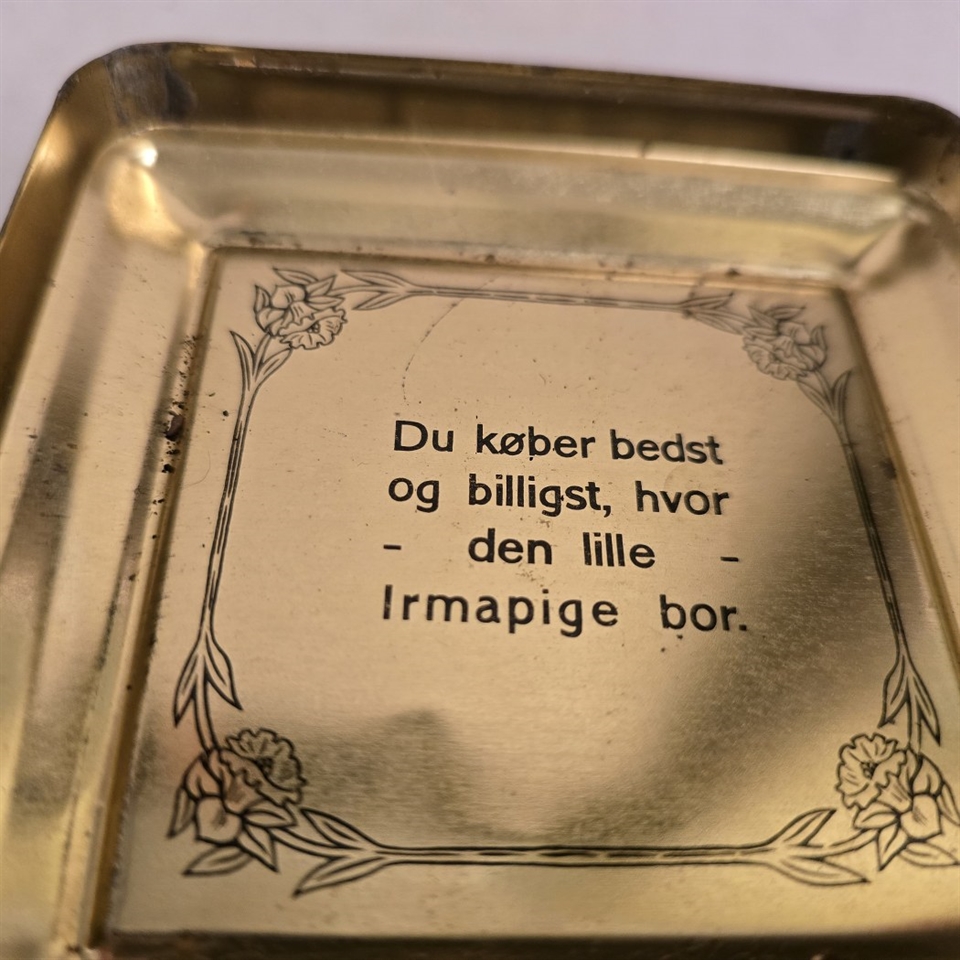 Du køber bedst
og billigst, hvor
- den lille -
Irmapige bor.